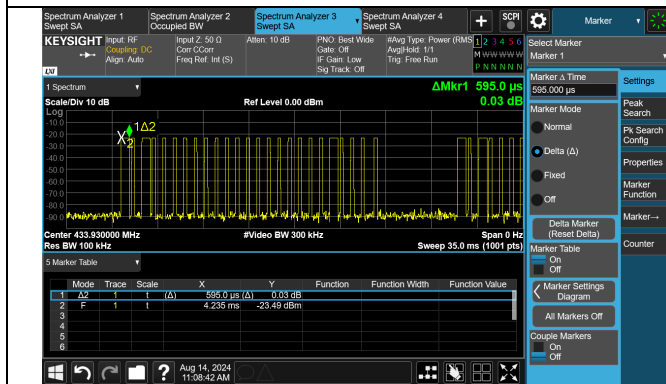 Spectrum Analyzer 1
Swept SA
Spectrum Analyzer 2
Occupied BW
Spectrum Analyzer 3
Swept SA
Spectrum Analyzer 4
Swept SA
+
SCPI
Marker
KEYSIGHT
LXI
Input: RF
Coupling: DC
Align: Auto
Input Z: 50 Ω
Corr CCorr
Freq Ref: Int (S)
Atten: 10 dB
PNO: Best Wide
Gate: Off
IF Gain: Low
Sig Track: Off
#Avg Type: Power (RMS
Avg|Hold: 1/1
Trig: Free Run
1 2 3 4 5 6
M W W W W W
P N N N N N
Select Marker
Marker 1
1 Spectrum
Scale/Div 10 dB
Ref Level 0.00 dBm
ΔMkr1 595.0 µs
0.03 dB
Log
-10.0
-20.0
-30.0
-40.0
-50.0
-60.0
-70.0
-80.0
-90.0
1Δ2
X
2
Center 433.930000 MHz
Res BW 100 kHz
#Video BW 300 kHz
Span 0 Hz
Sweep 35.0 ms (1001 pts)
5 Marker Table
Mode Trace Scale X Y Function Function Width Function Value
1 Δ2 1 t (Δ) 595.0 µs (Δ) 0.03 dB
2 F 1 t 4.235 ms -23.49 dBm
3
4
5
6
Marker Δ Time
595.000 µs
Marker Mode
Normal
Delta (Δ)
Fixed
Off
Delta Marker
(Reset Delta)
Marker Table
On
Off
Marker Settings
Diagram
All Markers Off
Couple Markers
On
Off
Settings
Peak
Search
Pk Search
Config
Properties
Marker
Function
Marker→
Counter
?
Aug 14, 2024
11:08:42 AM